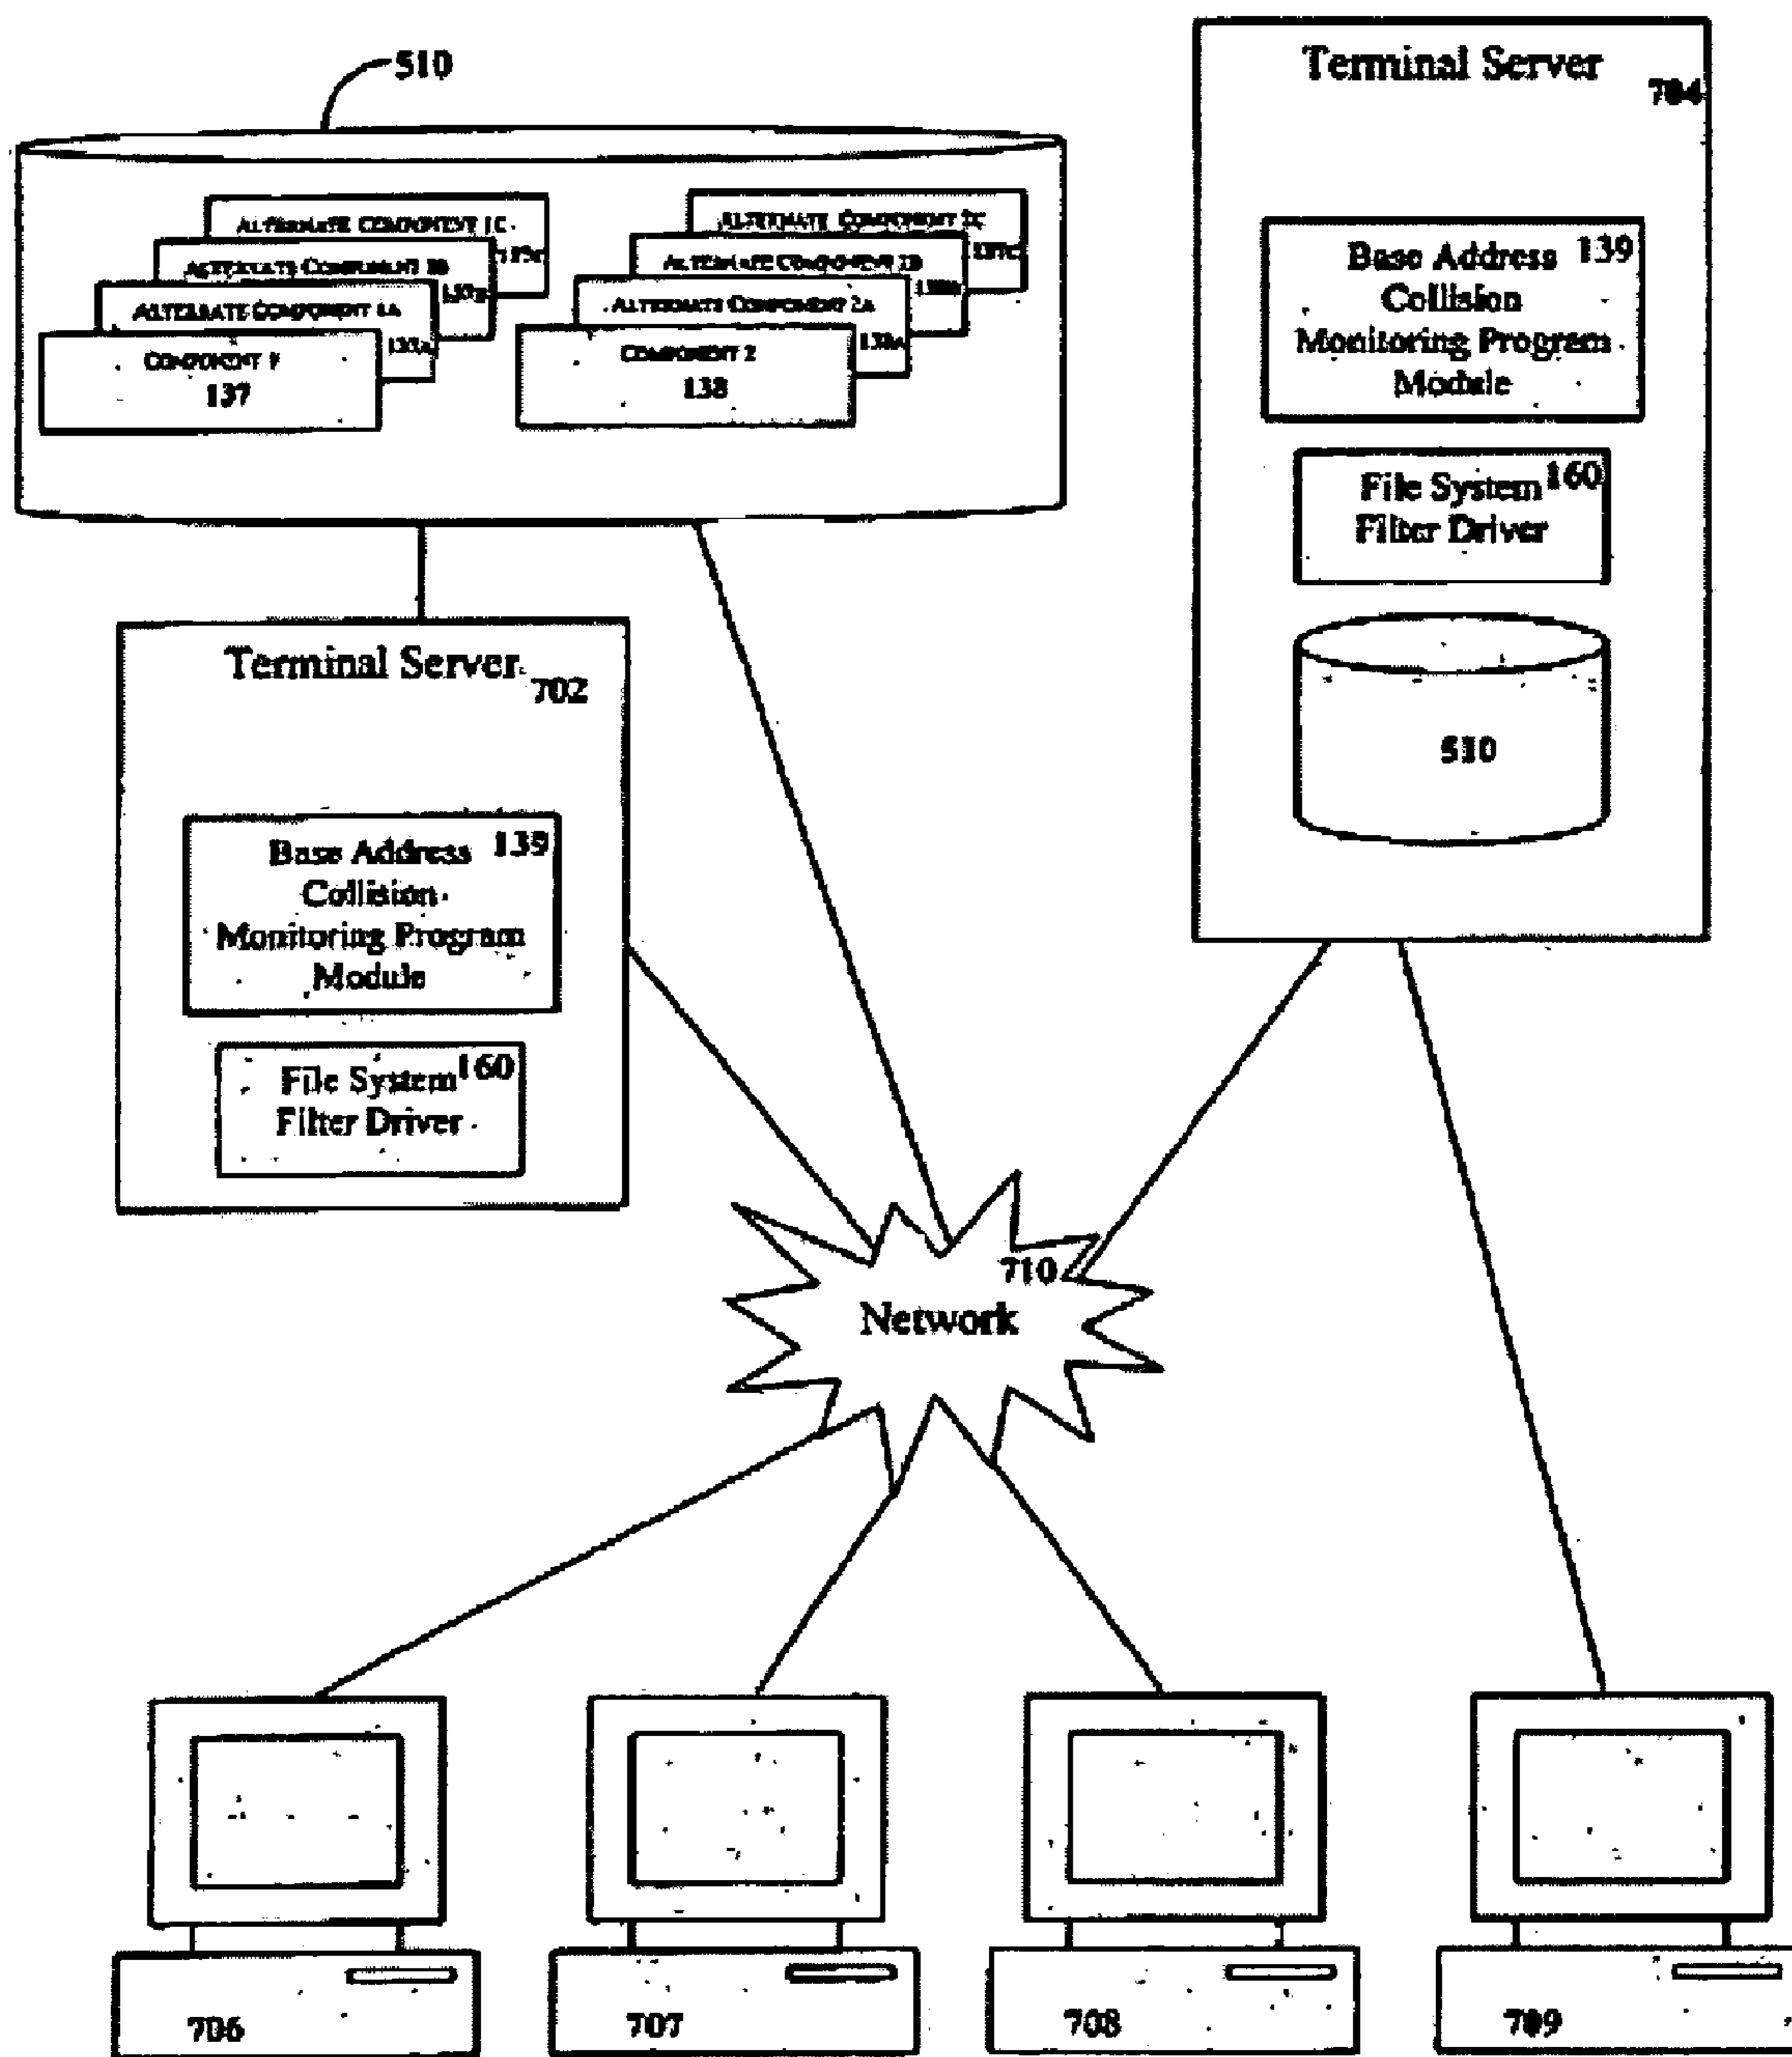 510
ALTERNATE COMPONENT 1C
ALTERNATE COMPONENT 2C
ALTERNATE COMPONENT
ALTERNATE COMPONENT
ALTERNATE COMPONENT 1A
ALTERNATE COMPONENT 2A
138A
COMPONENT
137
COMPONENT 2
138
Terminal Server
704
Base Address 139
Collision
Monitoring Program
Module
File System 160
Filter Driver
510
Terminal Server
702
Base Address 139
Collision
Monitoring Program
Module
File System 160
Filter Driver
710
Network
706
707
708
709